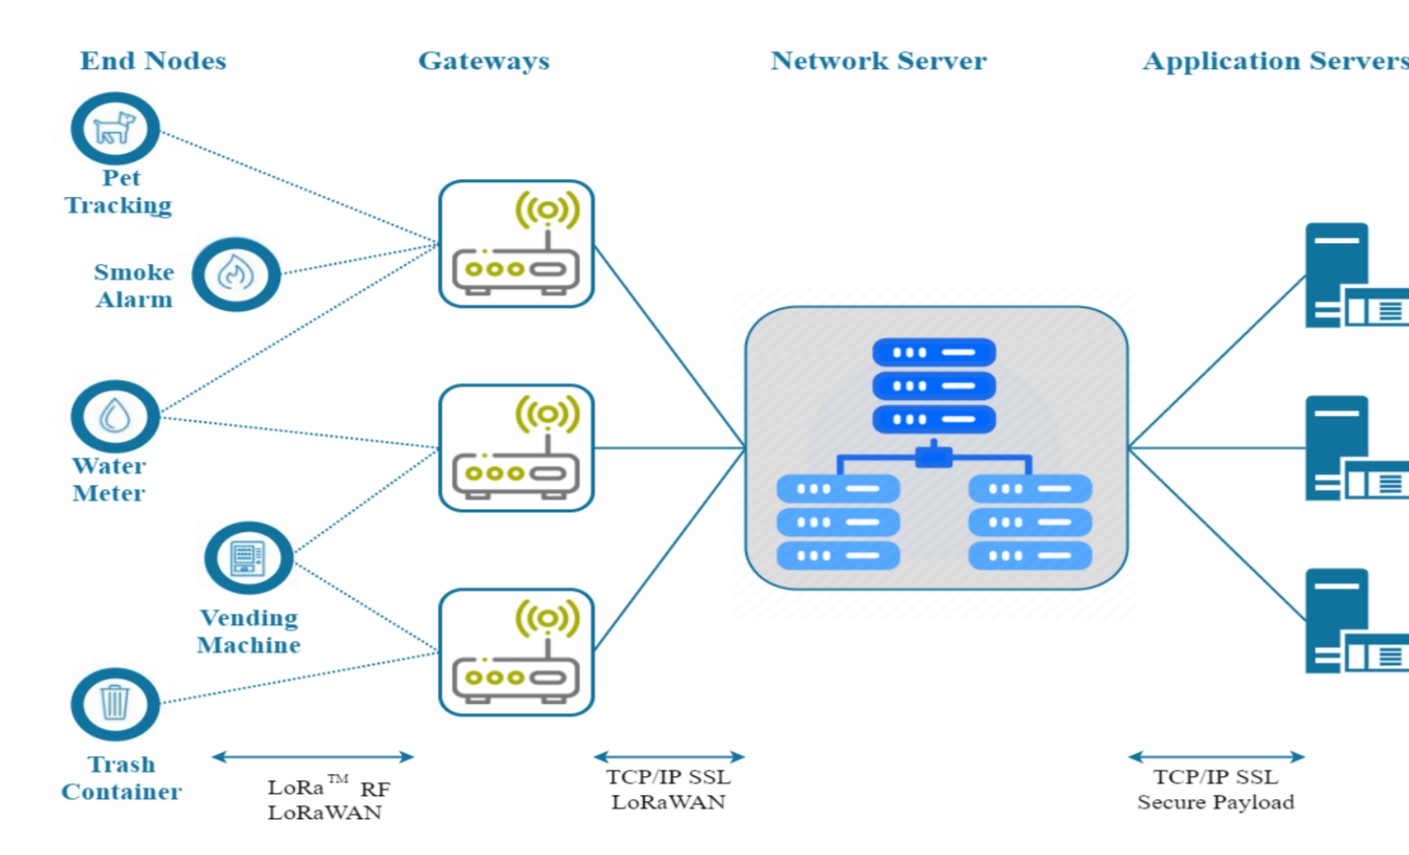 End Nodes
Gateways
Network Server
Application Servers
Pet
Tracking
Smoke
Alarm
Water
Meter
Vending
Machine
Trash
Container
LoRa™ RF
LoRaWAN
TCP/IP SSL
LoRaWAN
TCP/IP SSL
Secure Payload